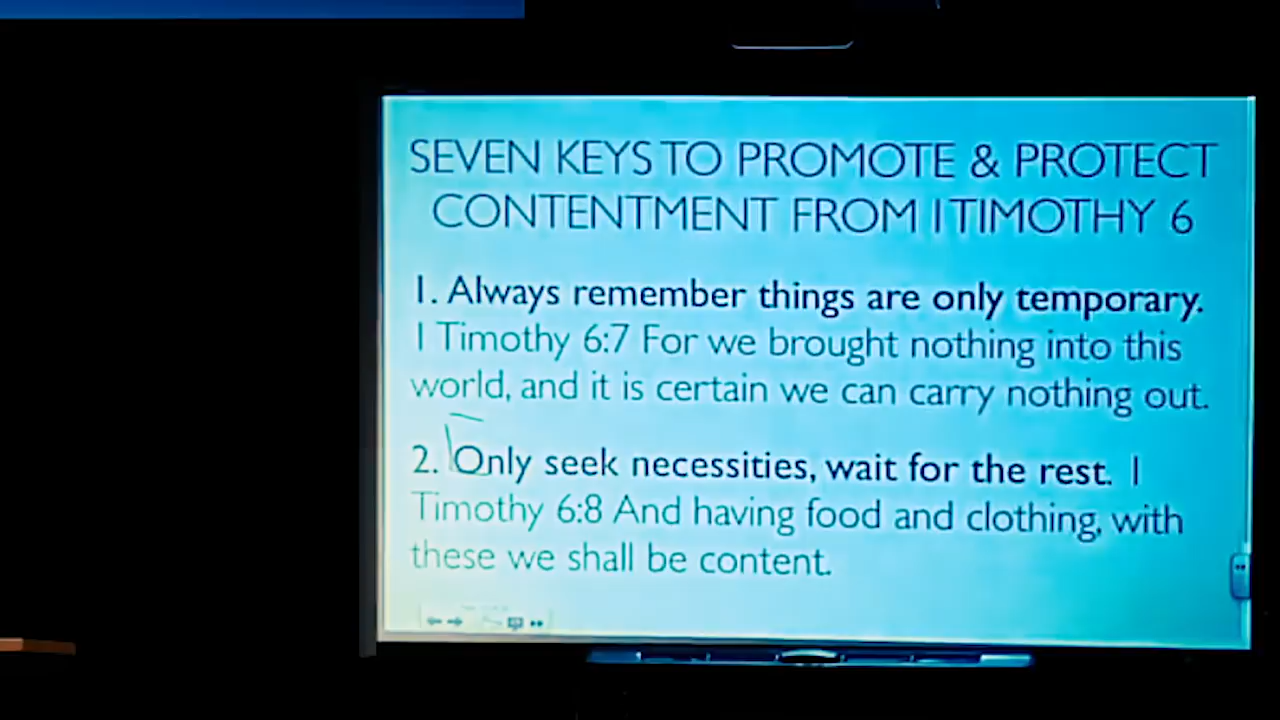 SEVEN KEYS TO PROMOTE & PROTECT
CONTENTMENT FROM I TIMOTHY 6
1. Always remember things are only temporary.
I Timothy 6:7 For we brought nothing into this
world, and it is certain we can carry nothing out.
2. Only seek necessities, wait for the rest. I
Timothy 6:8 And having food and clothing, with
these we shall be content.